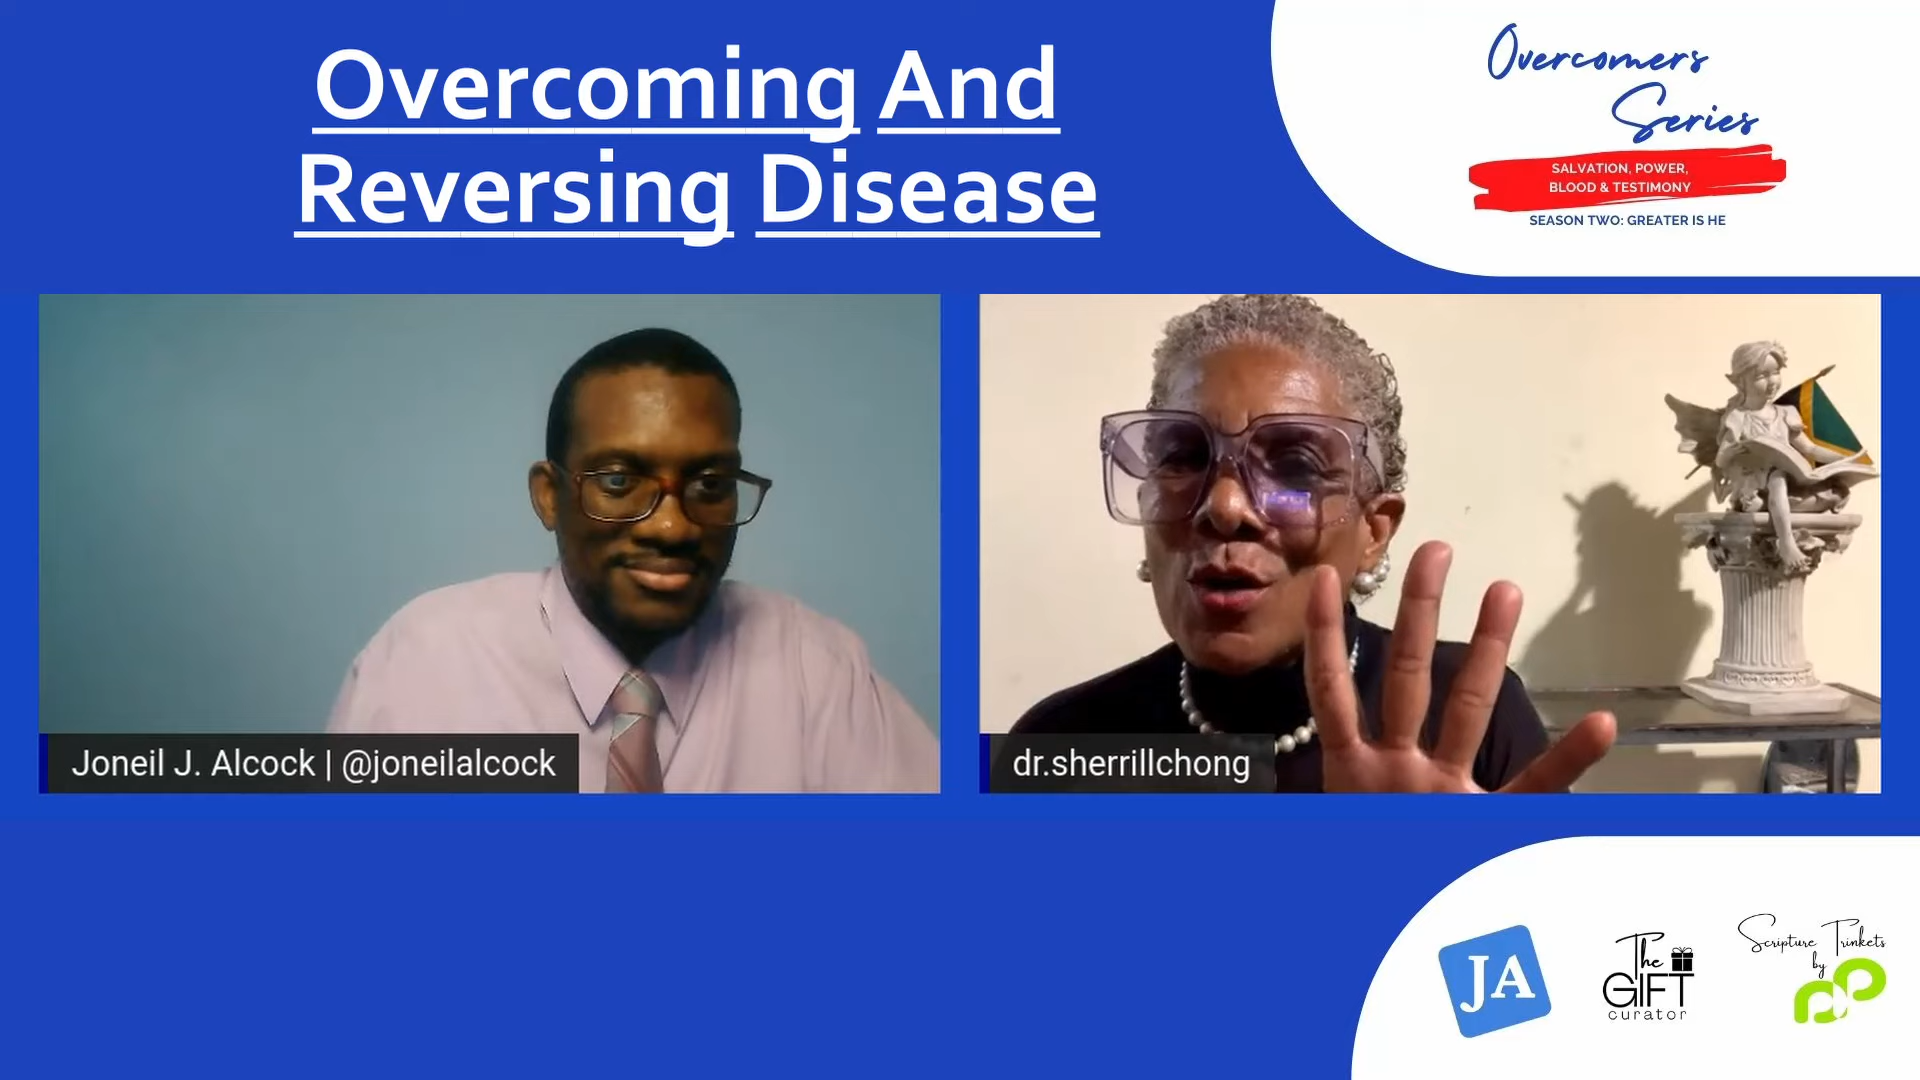 Overcoming And
Reversing Disease
Overcomers
Series
SALVATION, POWER,
BLOOD & TESTIMONY
SEASON TWO: GREATER IS HE
Joneil J. Alcock | @joneilalcock
dr.sherrillchong
JA
The
GIFT
curator
Scripture Trinkets
by